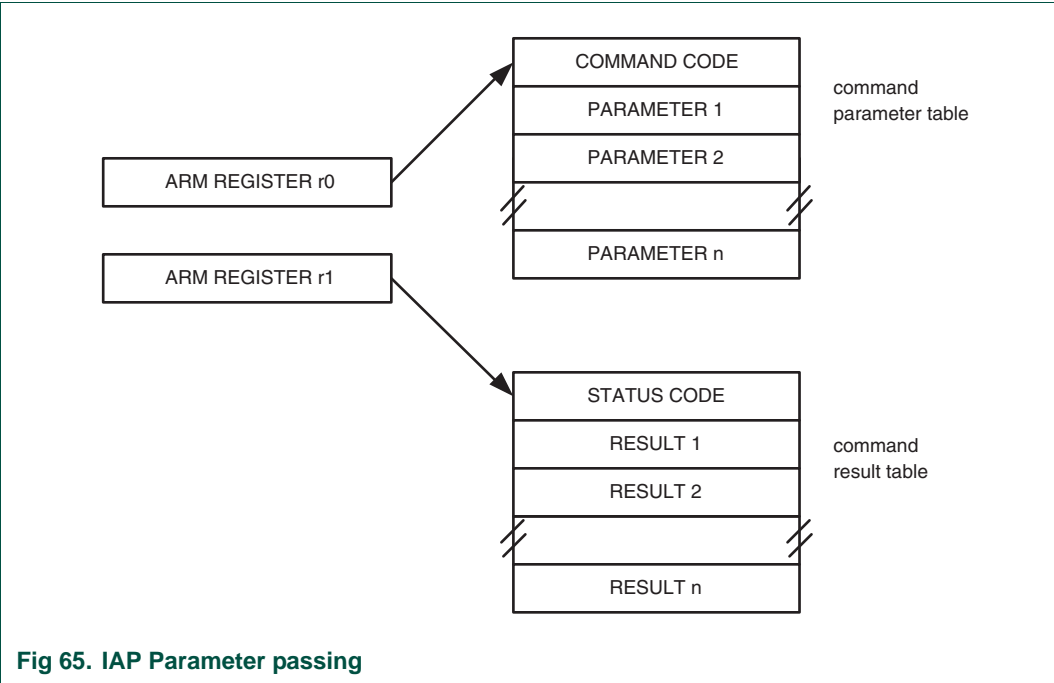 COMMAND CODE
PARAMETER 1
PARAMETER 2
PARAMETER n
command
parameter table
ARM REGISTER r0
ARM REGISTER r1
STATUS CODE
RESULT 1
RESULT 2
RESULT n
command
result table
Fig 65. IAP Parameter passing